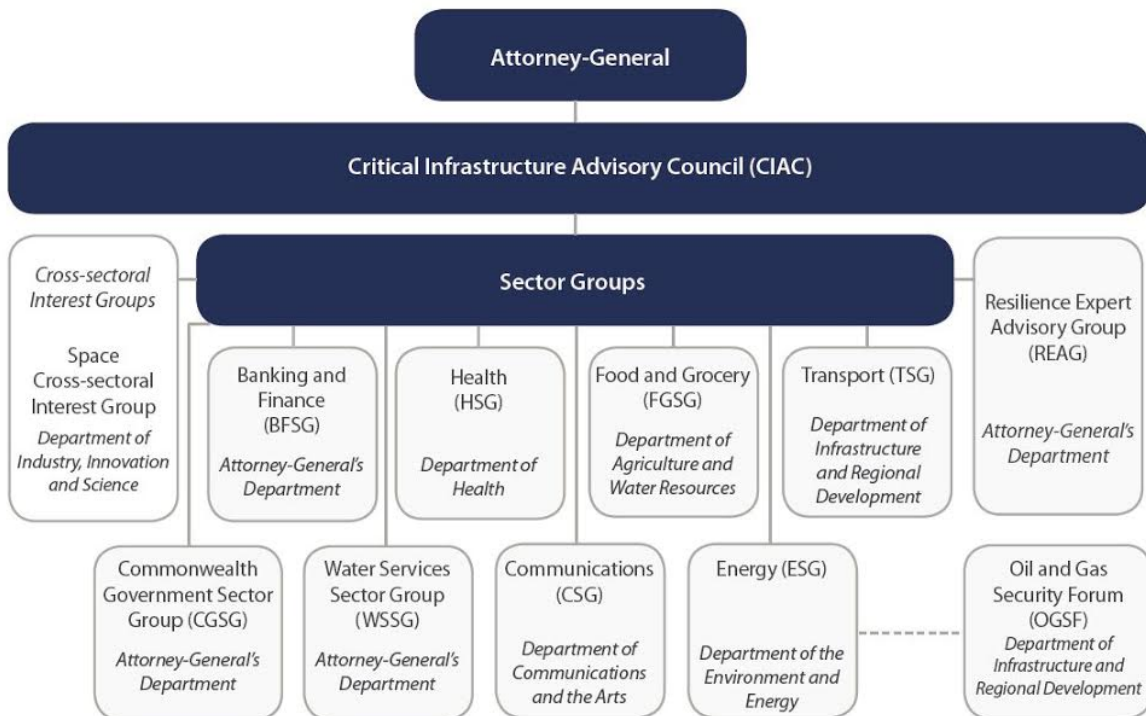 Attorney-General
Critical Infrastructure Advisory Council (CIAC)
Cross-sectoral
Interest Groups
Space
Cross-sectoral
Interest Group
Department of
Industry, Innovation
and Science
Sector Groups
Resilience Expert
Advisory Group
(REAG)
Attorney-General’s
Department
Banking and
Finance
(BFSG)
Attorney-General’s
Department
Health
(HSG)
Department of
Health
Food and Grocery
(FGSG)
Department of
Agriculture and
Water Resources
Transport (TSG)
Department of
Infrastructure
and Regional
Development
Commonwealth
Government Sector
Group (CGSG)
Attorney-General’s
Department
Water Services
Sector Group
(WSSG)
Attorney-General’s
Department
Communications
(CSG)
Department of
Communications
and the Arts
Energy (ESG)
Department of the
Environment and
Energy
Oil and Gas
Security Forum
(OGSF)
Department of
Infrastructure and
Regional Development